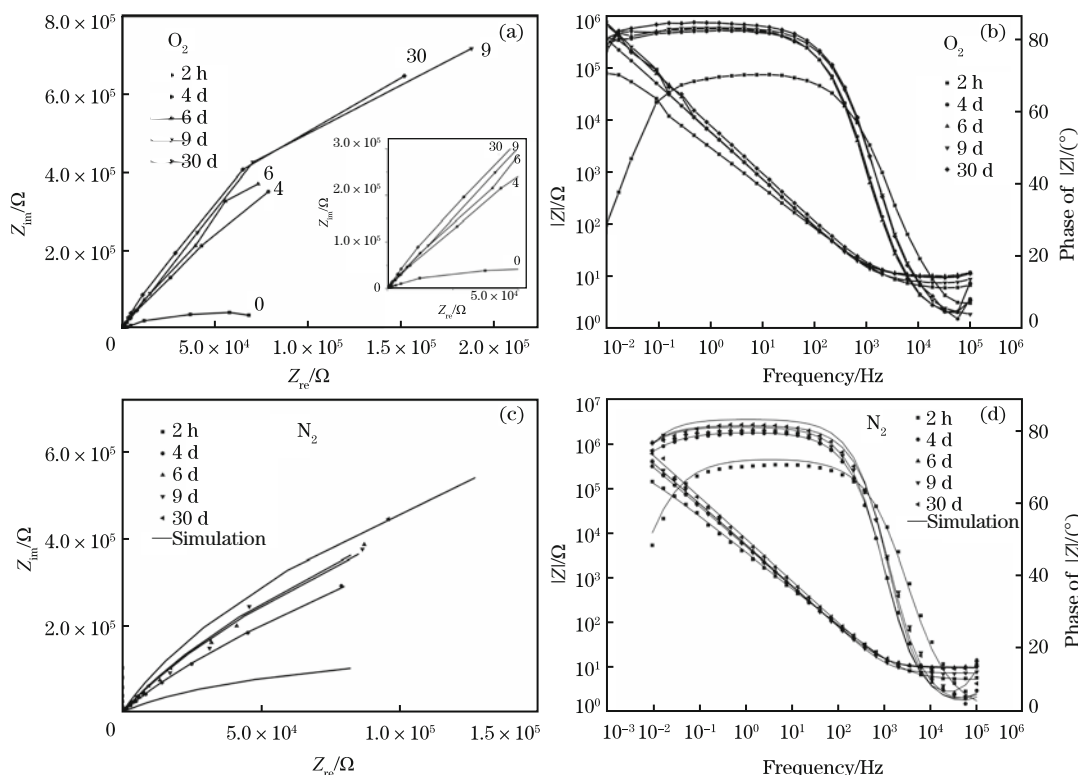 (a)
O₂
2 h
4 d
6 d
9 d
30 d
8.0 × 10⁵
6.0 × 10⁵
4.0 × 10⁵
2.0 × 10⁵
0
5.0 × 10⁴
1.0 × 10⁵
1.5 × 10⁵
2.0 × 10⁵
Z_im/Ω
Z_re/Ω
30
9
6
4
0
3.0 × 10⁵
2.0 × 10⁵
1.0 × 10⁵
0
5.0 × 10⁴
Z_im/Ω
Z_re/Ω
30
9
6
4
0
(b)
O₂
2 h
4 d
6 d
9 d
30 d
10⁶
10⁵
10⁴
10³
10²
10¹
10⁰
|Z|/Ω
80
60
40
20
0
Phase of |Z|/(°)
10⁻² 10⁻¹ 10⁰ 10¹ 10² 10³ 10⁴ 10⁵ 10⁶
Frequency/Hz
(c)
N₂
2 h
4 d
6 d
9 d
30 d
Simulation
6.0 × 10⁵
4.0 × 10⁵
2.0 × 10⁵
0
5.0 × 10⁴
1.0 × 10⁵
1.5 × 10⁵
Z_im/Ω
Z_re/Ω
(d)
N₂
2 h
4 d
6 d
9 d
30 d
Simulation
10⁷
10⁶
10⁵
10⁴
10³
10²
10¹
10⁰
|Z|/Ω
80
60
40
20
0
Phase of |Z|/(°)
10⁻³ 10⁻² 10⁻¹ 10⁰ 10¹ 10² 10³ 10⁴ 10⁵ 10⁶
Frequency/Hz